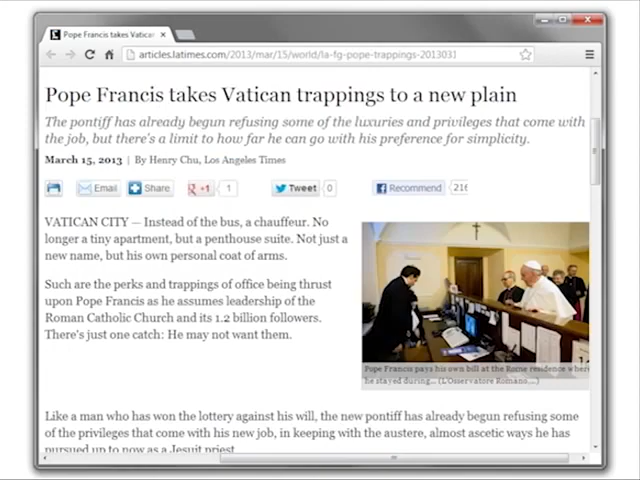 Pope Francis takes Vatican
articles.latimes.com/2013/mar/15/world/la-fg-pope-trappings-201303
Pope Francis takes Vatican trappings to a new plain
The pontiff has already begun refusing some of the luxuries and privileges that come with
the job, but there's a limit to how far he can go with his preference for simplicity.
March 15, 2013 | By Henry Chu, Los Angeles Times
Email Share +1 1 Tweet 0 Recommend 216
VATICAN CITY — Instead of the bus, a chauffeur. No
longer a tiny apartment, but a penthouse suite. Not just a
new name, but his own personal coat of arms.
Such are the perks and trappings of office being thrust
upon Pope Francis as he assumes leadership of the
Roman Catholic Church and its 1.2 billion followers.
There's just one catch: He may not want them.
Pope Francis pays his own bill at the Rome residence where
he stayed during... (L'Osservatore Romano...)
Like a man who has won the lottery against his will, the new pontiff has already begun refusing some
of the privileges that come with his new job, in keeping with the austere, almost ascetic ways he has
pursued up to now as a Jesuit priest